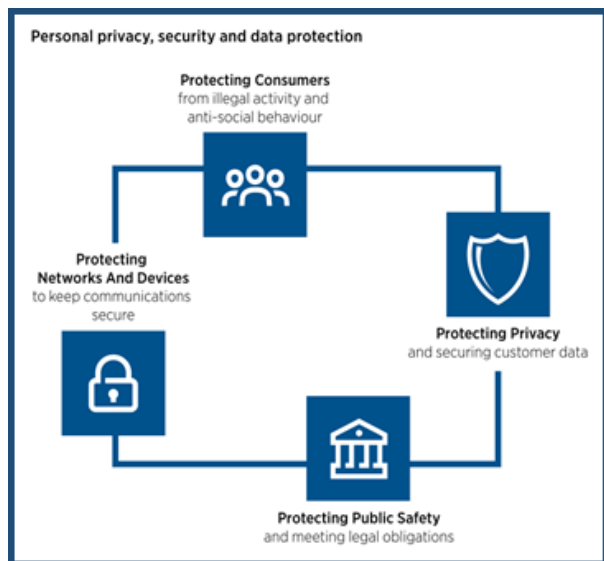 Personal privacy, security and data protection
Protecting Consumers
from illegal activity and
anti-social behaviour
Protecting
Networks And Devices
to keep communications
secure
Protecting Privacy
and securing customer data
Protecting Public Safety
and meeting legal obligations